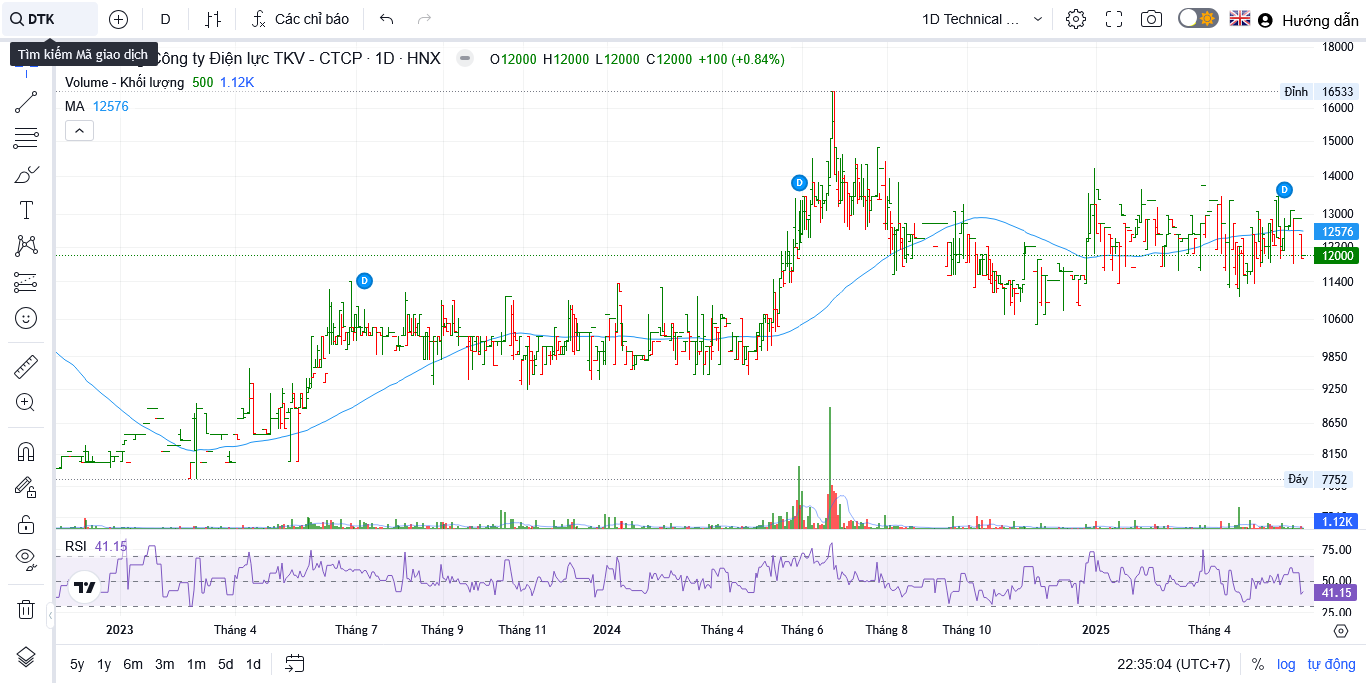 DTK D Các chỉ báo 1D Technical ... Hướng dẫn
Tìm kiếm Mã giao dịch
Công ty Điện lực TKV - CTCP · 1D · HNX O12000 H12000 L12000 C12000 +100 (+0.84%)
Volume - Khối lượng 500 1.12K
MA 12576
18000
Đỉnh 16533
16000
15000
14000
13000
12576
12200
12000
11400
10600
9850
9250
8650
8150
Đáy 7752
1.12K
RSI 41.15
75.00
50.00
41.15
25.00
D
D
D
2023 Tháng 4 Tháng 7 Tháng 9 Tháng 11 2024 Tháng 4 Tháng 6 Tháng 8 Tháng 10 2025 Tháng 4
5y 1y 6m 3m 1m 5d 1d 22:35:04 (UTC+7) % log tự động